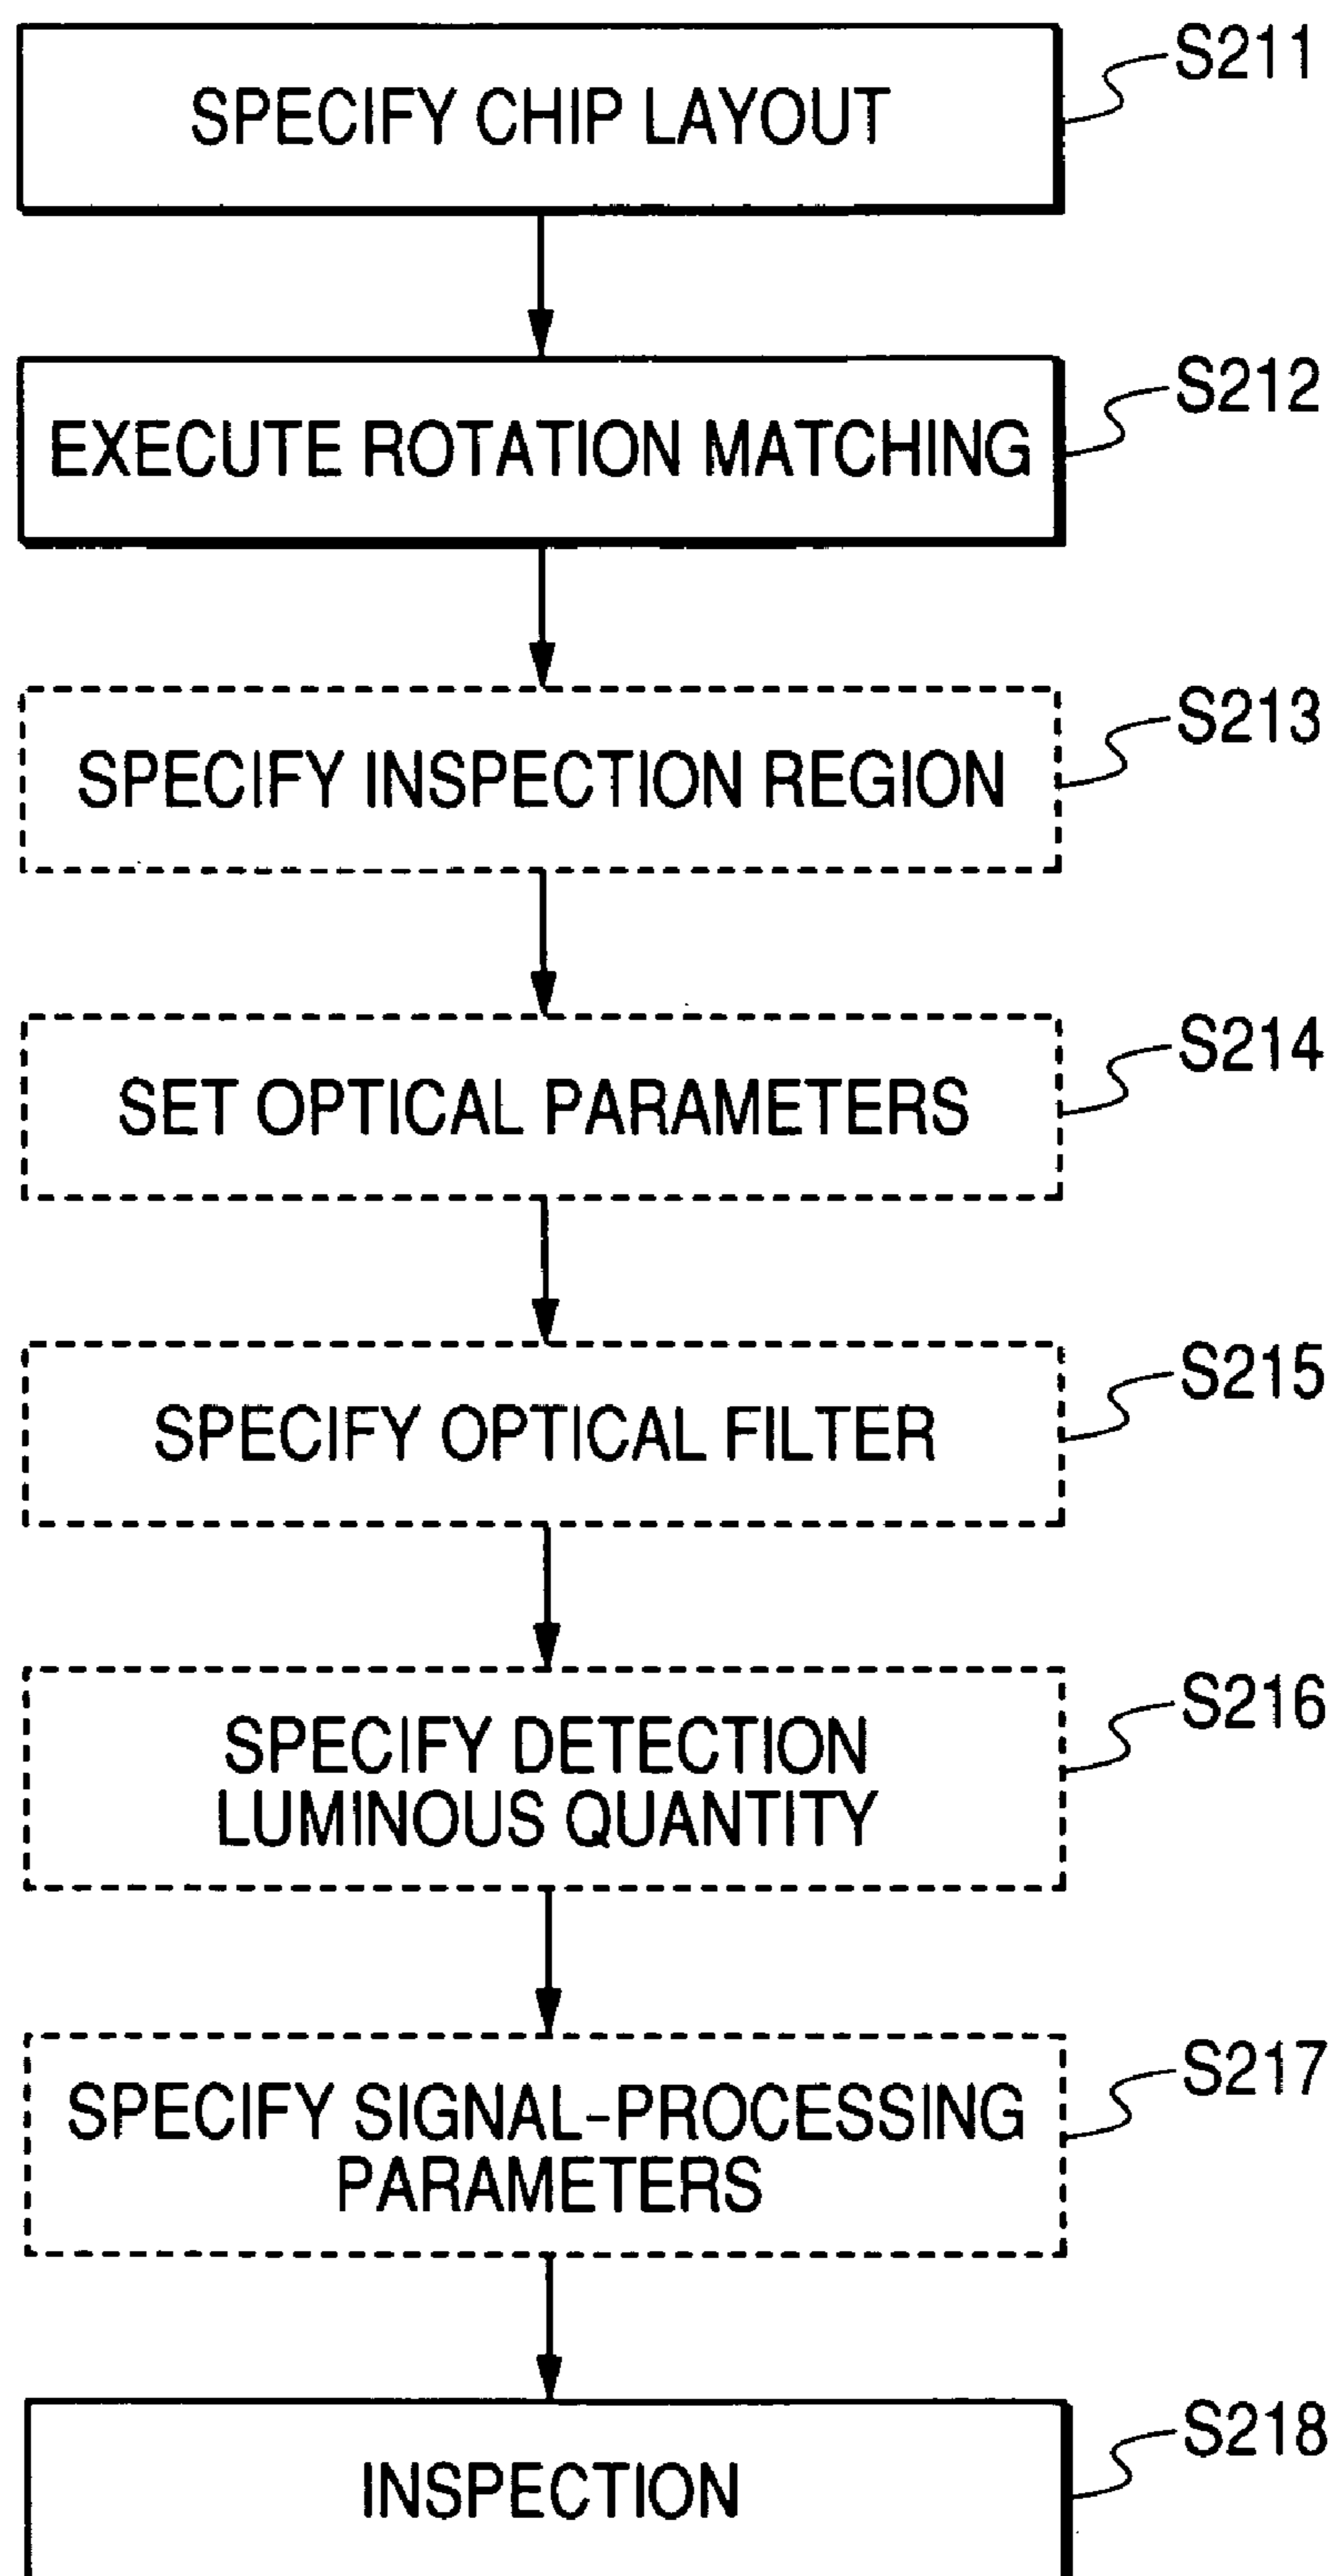 SPECIFY CHIP LAYOUT
S211
EXECUTE ROTATION MATCHING
S212
SPECIFY INSPECTION REGION
S213
SET OPTICAL PARAMETERS
S214
SPECIFY OPTICAL FILTER
S215
SPECIFY DETECTION
LUMINOUS QUANTITY
S216
SPECIFY SIGNAL-PROCESSING
PARAMETERS
S217
INSPECTION
S218